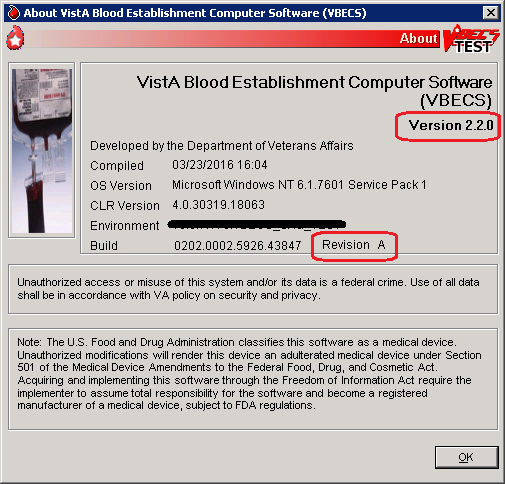 About VistA Blood Establishment Computer Software (VBECS)
About VBECS
TEST
VistA Blood Establishment Computer Software
(VBECS)
Version 2.2.0
Developed by the Department of Veterans Affairs
Compiled 03/23/2016 16:04
OS Version Microsoft Windows NT 6.1.7601 Service Pack 1
CLR Version 4.0.30319.18063
Environment
Build 0202.0002.5926.43847 Revision A
Unauthorized access or misuse of this system and/or its data is a federal crime. Use of all data
shall be in accordance with VA policy on security and privacy.
Note: The U.S. Food and Drug Administration classifies this software as a medical device.
Unauthorized modifications will render this device an adulterated medical device under Section
501 of the Medical Device Amendments to the Federal Food, Drug, and Cosmetic Act.
Acquiring and implementing this software through the Freedom of Information Act require the
implementer to assume total responsibility for the software and become a registered
manufacturer of a medical device, subject to FDA regulations.
OK